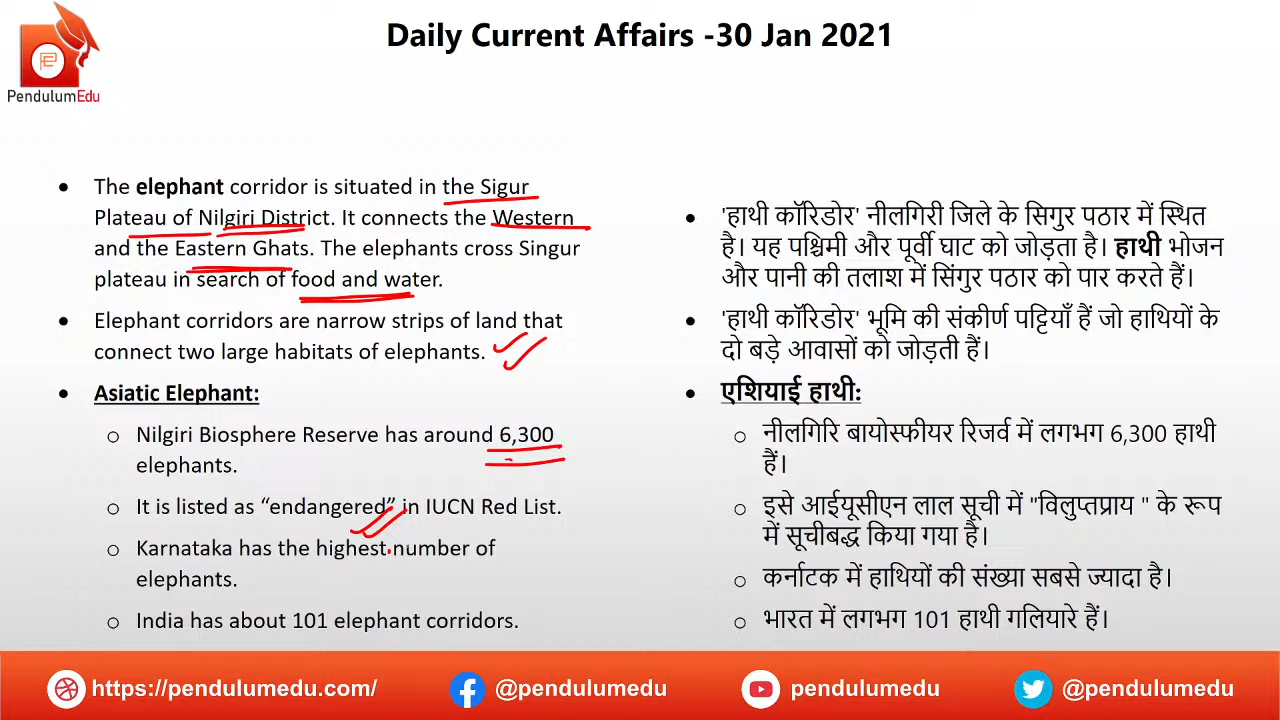 Daily Current Affairs -30 Jan 2021
PE
PendulumEdu
• The elephant corridor is situated in the Sigur
Plateau of Nilgiri District. It connects the Western
and the Eastern Ghats. The elephants cross Singur
plateau in search of food and water.
• Elephant corridors are narrow strips of land that
connect two large habitats of elephants.
• Asiatic Elephant:
o Nilgiri Biosphere Reserve has around 6,300
elephants.
o It is listed as “endangered” in IUCN Red List.
o Karnataka has the highest number of
elephants.
o India has about 101 elephant corridors.
• 'हाथी कॉरिडोर' नीलगिरी जिले के सिगुर पठार में स्थित
है। यह पश्चिमी और पूर्वी घाट को जोड़ता है। हाथी भोजन
और पानी की तलाश में सिंगुर पठार को पार करते हैं।
• 'हाथी कॉरिडोर' भूमि की संकीर्ण पट्टियाँ हैं जो हाथियों के
दो बड़े आवासों को जोड़ती हैं।
• एशियाई हाथी:
o नीलगिरि बायोस्फीयर रिजर्व में लगभग 6,300 हाथी
हैं।
o इसे आईयूसीएन लाल सूची में "विलुप्तप्राय " के रूप
में सूचीबद्ध किया गया है।
o कर्नाटक में हाथियों की संख्या सबसे ज्यादा है।
o भारत में लगभग 101 हाथी गलियारे हैं।
https://pendulumedu.com/
@pendulumedu
pendulumedu
@pendulumedu